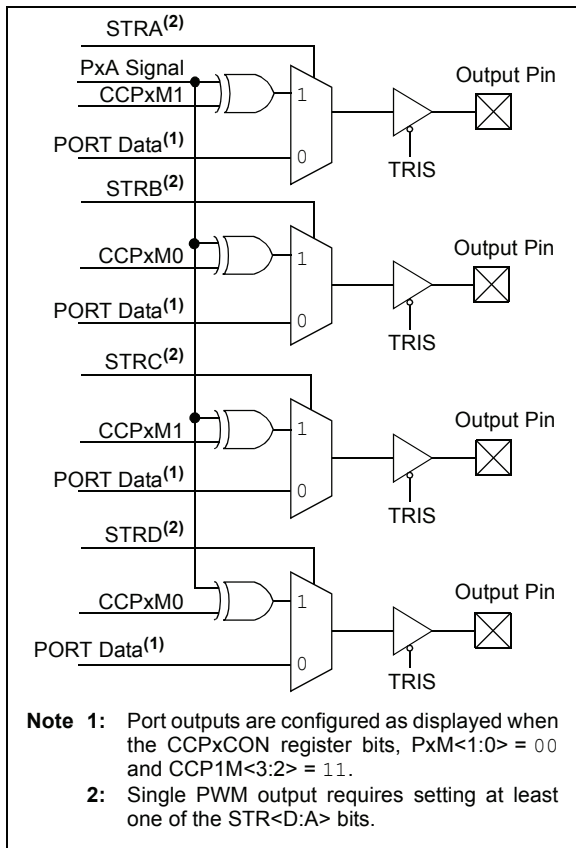 STRA(2)
PxA Signal
CCPxM1
1
Output Pin
PORT Data(1)
0
TRIS
STRB(2)
CCPxM0
1
Output Pin
PORT Data(1)
0
TRIS
STRC(2)
CCPxM1
1
Output Pin
PORT Data(1)
0
TRIS
STRD(2)
CCPxM0
1
Output Pin
PORT Data(1)
0
TRIS
Note 1: Port outputs are configured as displayed when
the CCPxCON register bits, PxM<1:0> = 00
and CCP1M<3:2> = 11.
2: Single PWM output requires setting at least
one of the STR<D:A> bits.